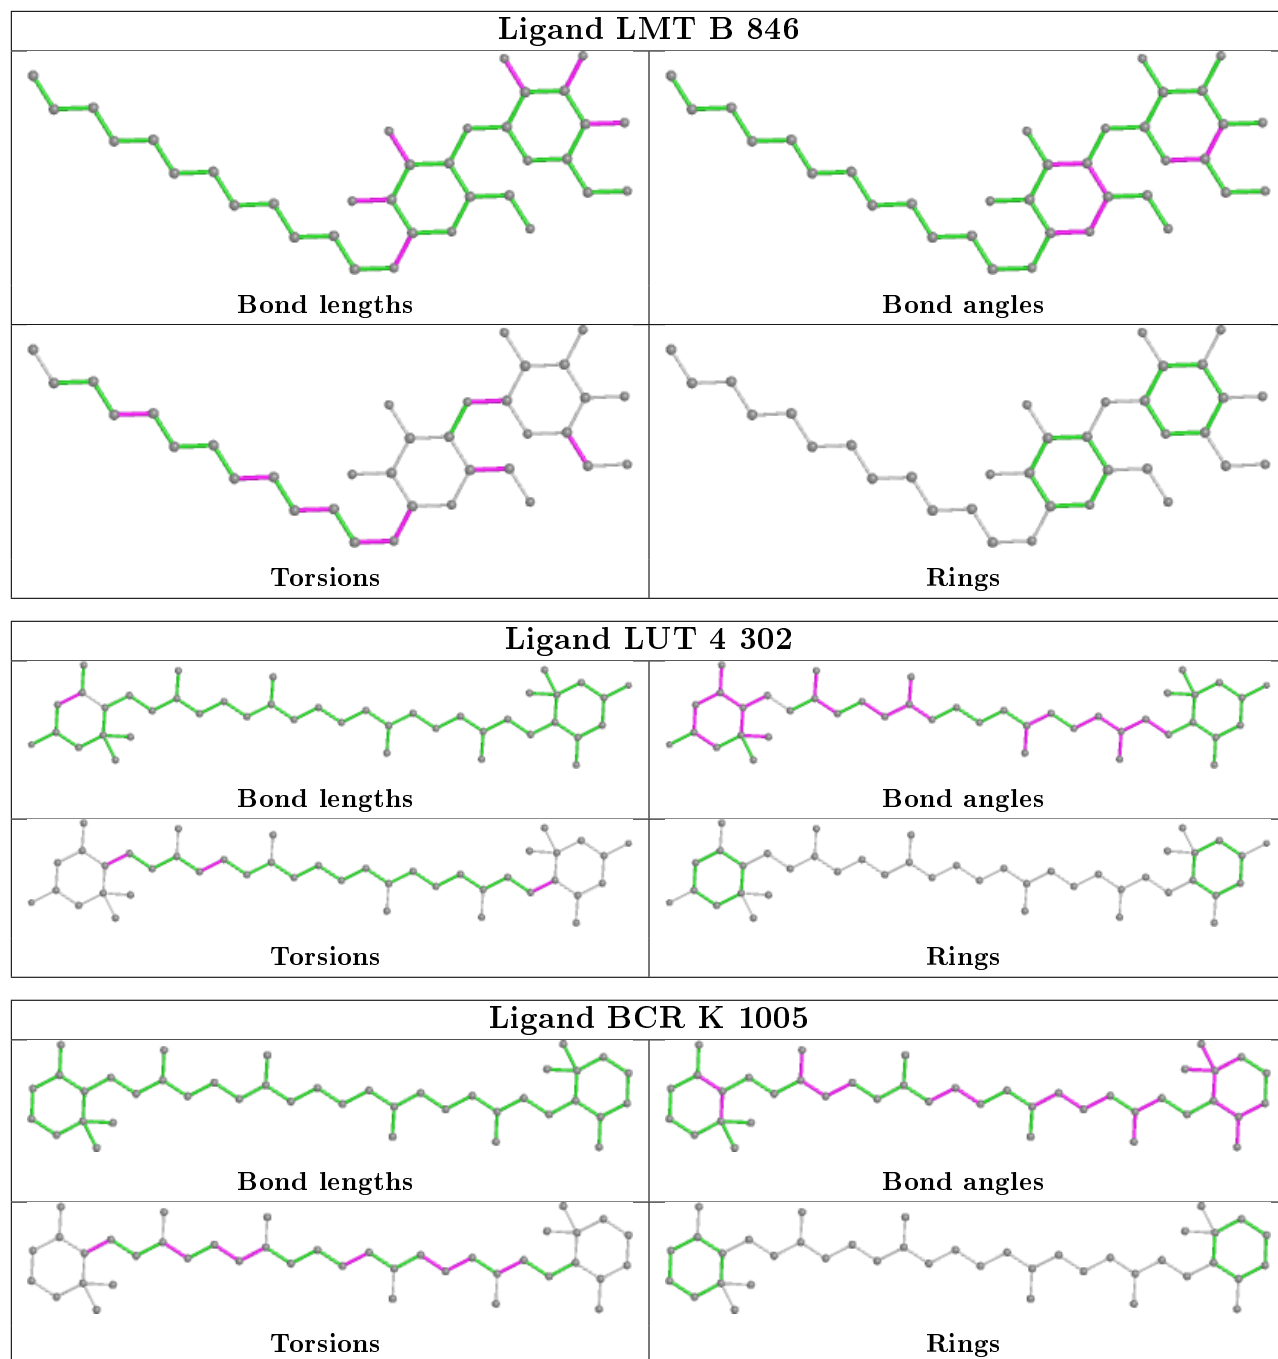 Ligand LMT B 846
Bond lengths
Bond angles
Torsions
Rings
Ligand LUT 4 302
Bond lengths
Bond angles
Torsions
Rings
Ligand BCR K 1005
Bond lengths
Bond angles
Torsions
Rings